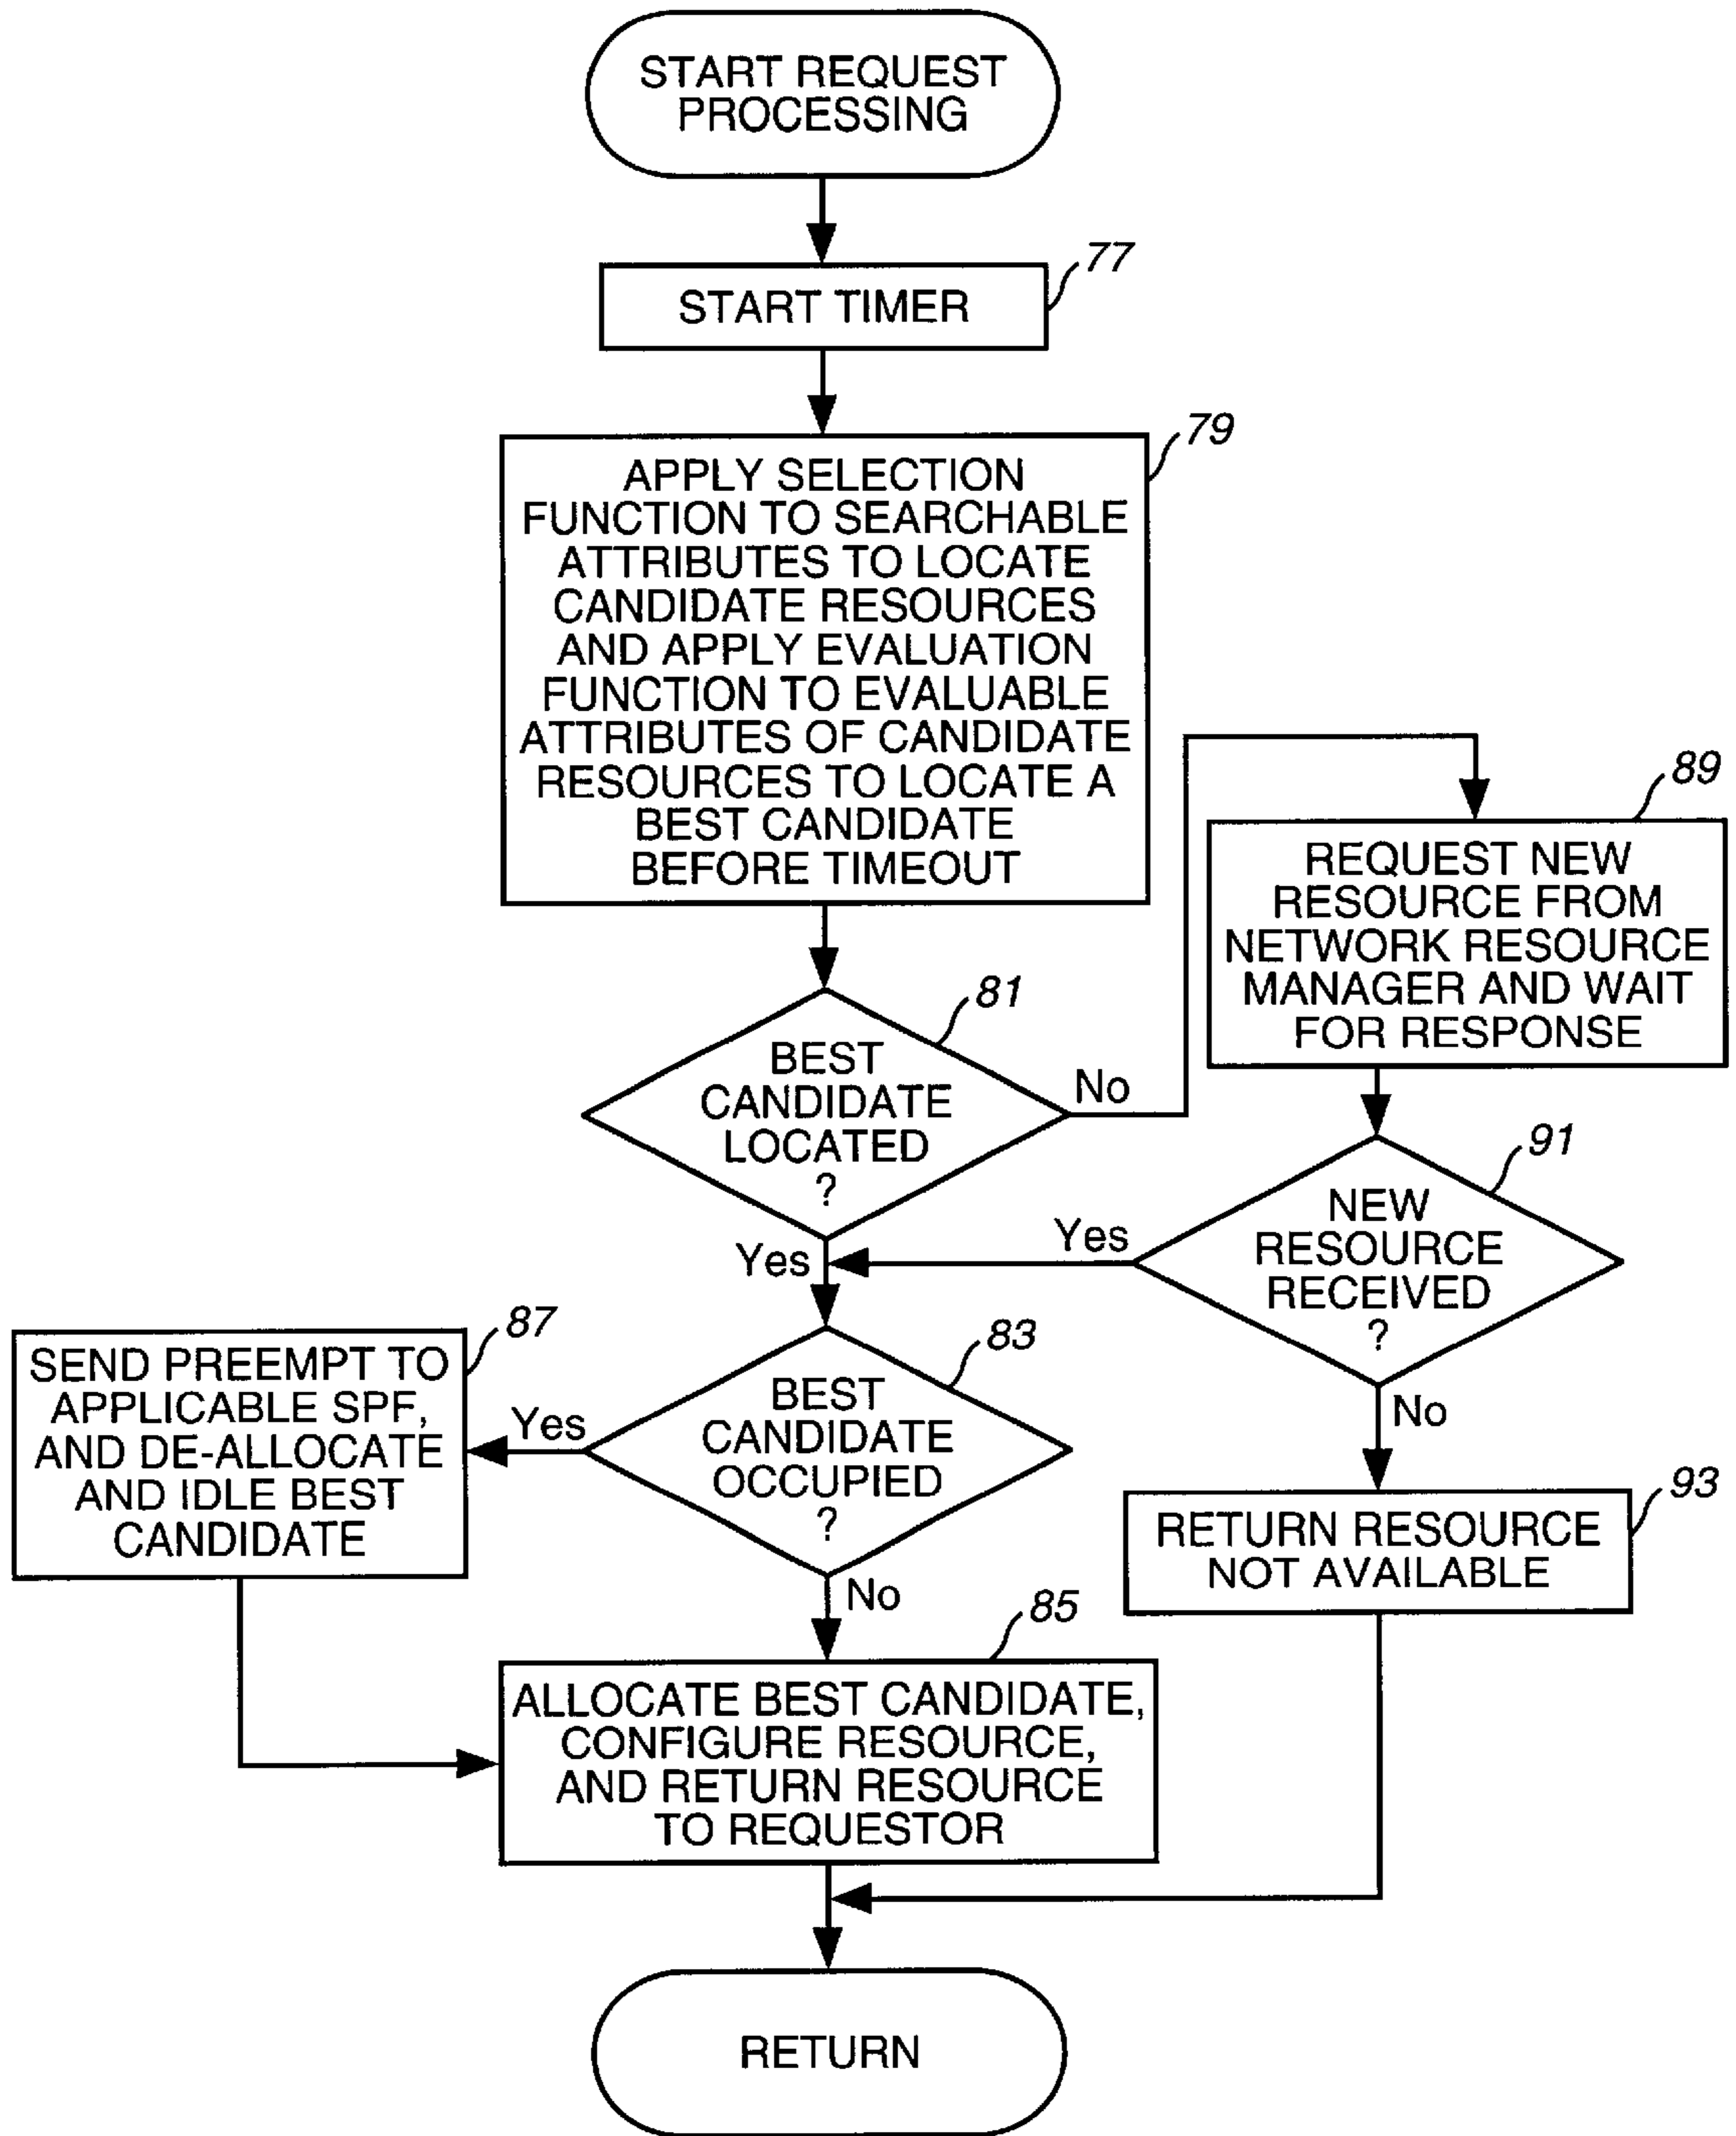 START REQUEST
PROCESSING
77
START TIMER
79
APPLY SELECTION
FUNCTION TO SEARCHABLE
ATTRIBUTES TO LOCATE
CANDIDATE RESOURCES
AND APPLY EVALUATION
FUNCTION TO EVALUABLE
ATTRIBUTES OF CANDIDATE
RESOURCES TO LOCATE A
BEST CANDIDATE
BEFORE TIMEOUT
89
REQUEST NEW
RESOURCE FROM
NETWORK RESOURCE
MANAGER AND WAIT
FOR RESPONSE
81
BEST
CANDIDATE
LOCATED
?
No
Yes
91
NEW
RESOURCE
RECEIVED
?
Yes
No
87
SEND PREEMPT TO
APPLICABLE SPF,
AND DE-ALLOCATE
AND IDLE BEST
CANDIDATE
83
BEST
CANDIDATE
OCCUPIED
?
Yes
No
93
RETURN RESOURCE
NOT AVAILABLE
85
ALLOCATE BEST CANDIDATE,
CONFIGURE RESOURCE,
AND RETURN RESOURCE
TO REQUESTOR
RETURN